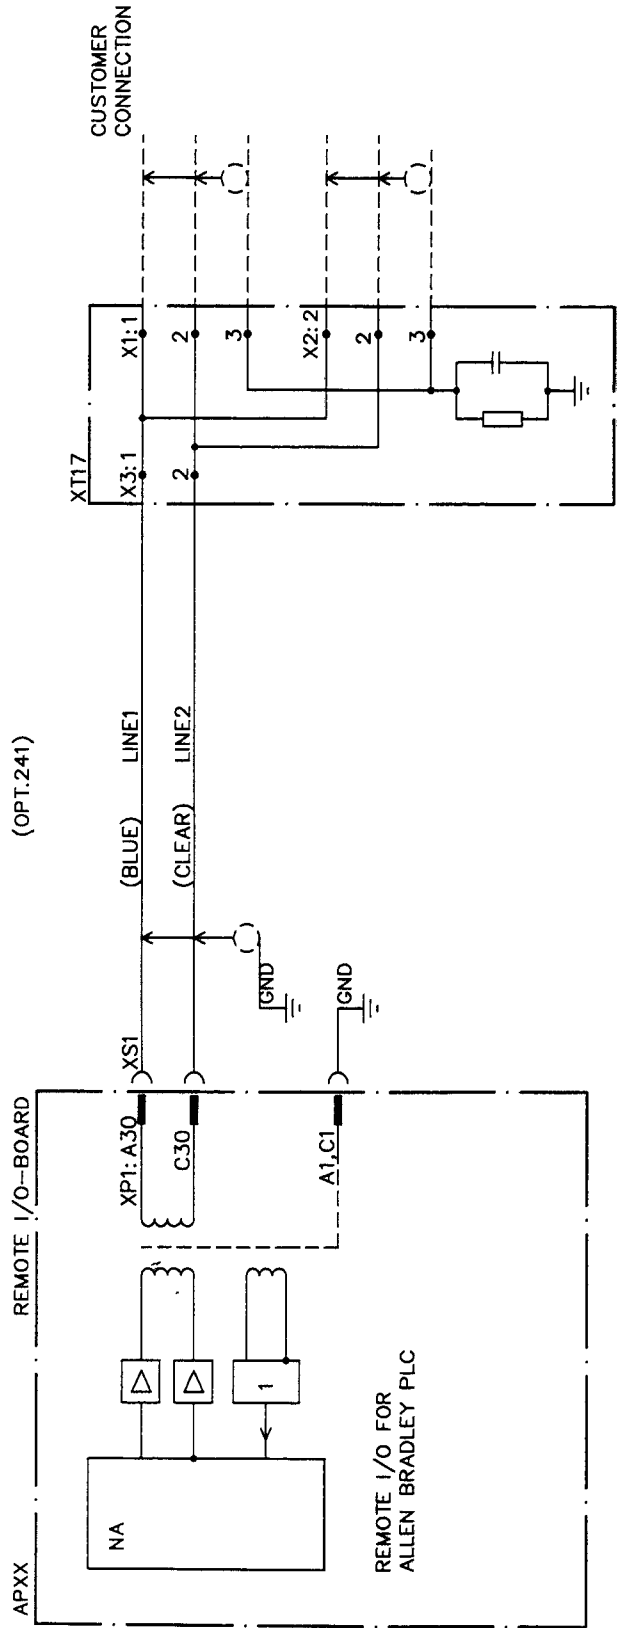 APXX
REMOTE I/O-BOARD
(OPT.241)
XT17
CUSTOMER
CONNECTION
XP1: A30
XS1
(BLUE)
LINE1
X3:1
X1:1
C30
(CLEAR)
LINE2
2
2
3
NA
1
GND
X2:2
2
3
A1,C1
GND
REMOTE I/O FOR
ALLEN BRADLEY PLC